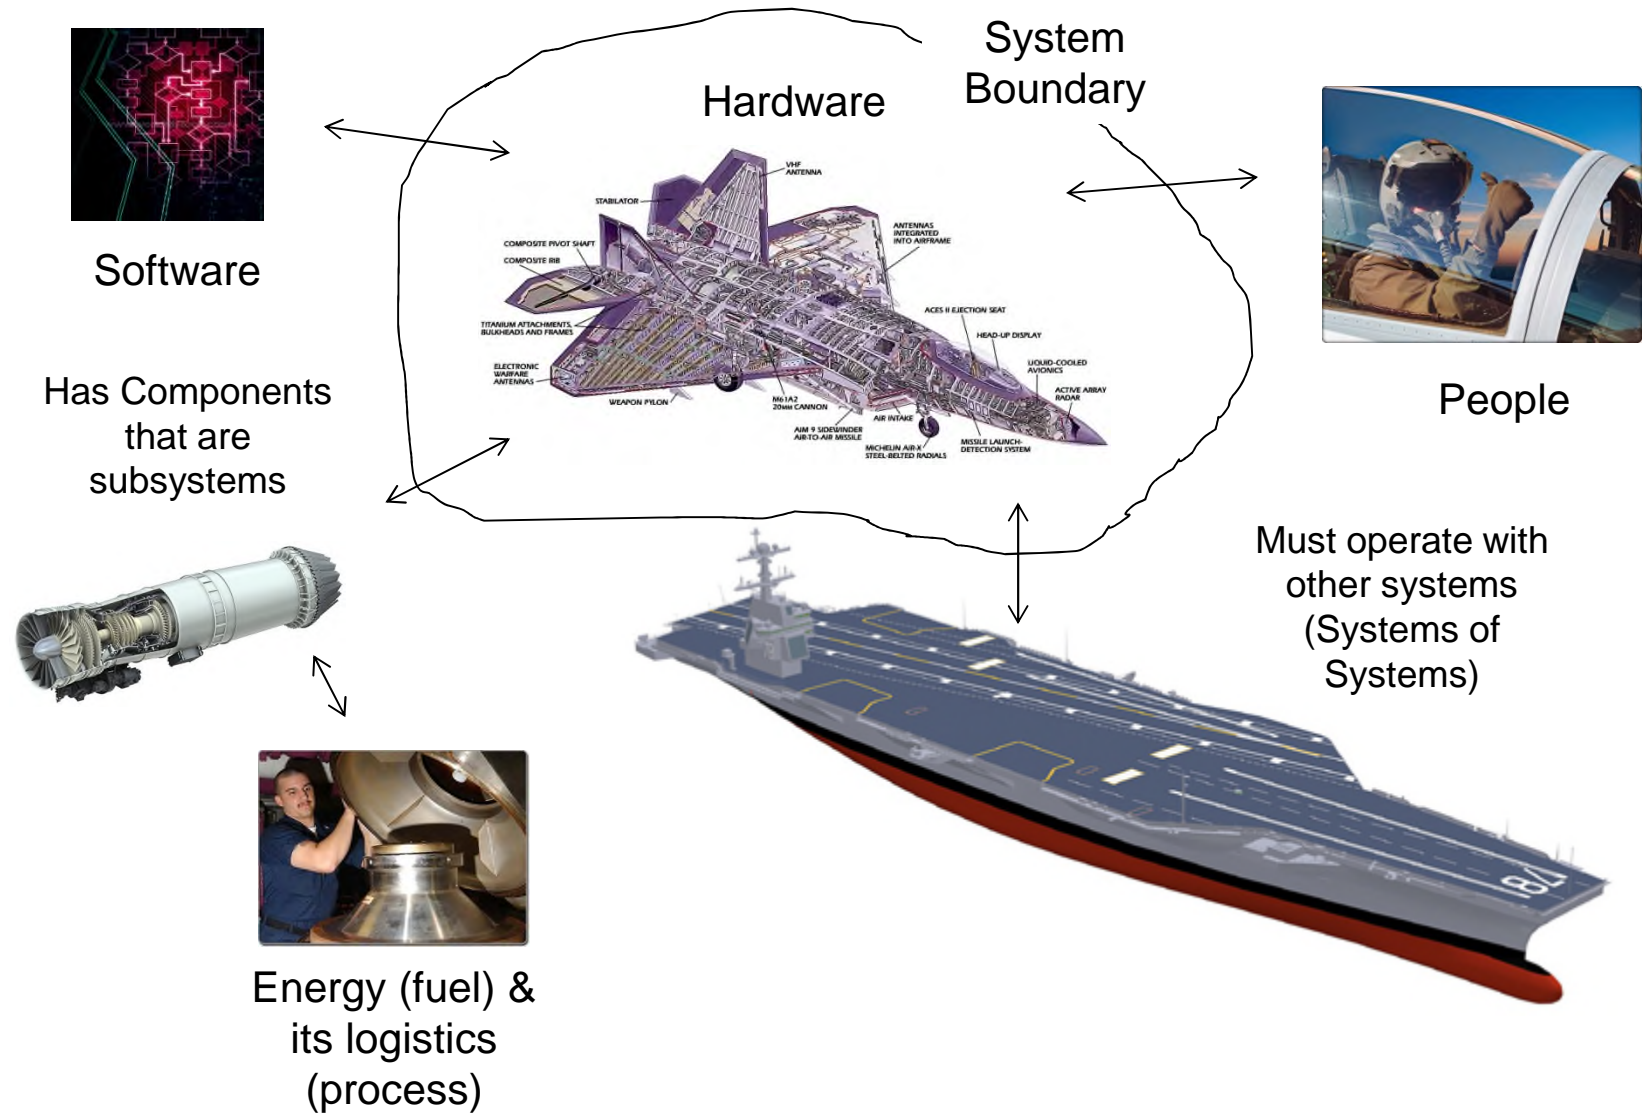 System
Boundary
Hardware
Software
VHF
ANTENNA
STABILATOR
COMPOSITE PIVOT SHAFT
COMPOSITE RIB
ANTENNAS
INTEGRATED
INTO AIRFRAME
TITANIUM ATTACHMENTS,
BULKHEADS AND FRAMES
ACES II EJECTION SEAT
HEAD-UP DISPLAY
ELECTRONIC
WARFARE
ANTENNAS
LIQUID-COOLED
AVIONICS
WEAPON PYLON
M61A2
20MM CANNON
ACTIVE ARRAY
RADAR
AIR INTAKE
AIM 9 SIDEWINDER
AIR-TO-AIR MISSILE
MICHELIN AIR-X
STEEL-BELTED RADIALS
MISSILE LAUNCH-
DETECTION SYSTEM
People
Has Components
that are
subsystems
Must operate with
other systems
(Systems of
Systems)
78
Energy (fuel) &
its logistics
(process)